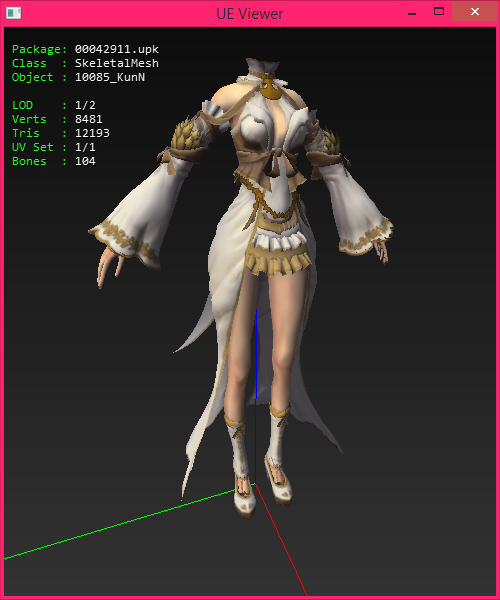 UE Viewer
Package: 00042911.upk
Class  : SkeletalMesh
Object : 10085_KunN
LOD    : 1/2
Verts  : 8481
Tris   : 12193
UV Set : 1/1
Bones  : 104